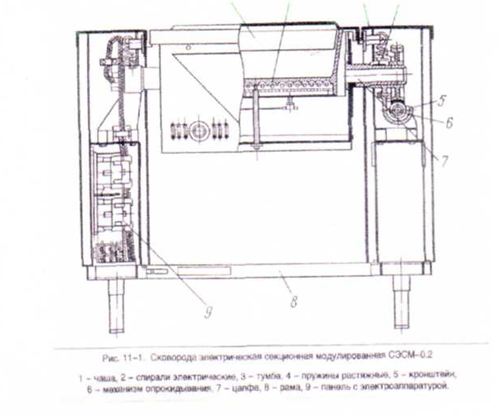 5
6
7
9
8
Рис. 11-1. Сковорода электрическая секционная модулированная СЭСМ-0.2
1 – чаша, 2 – спирали электрические, 3 – тумба, 4 – пружины растяжные, 5 – кронштейн,
6 – механизм опрокидывания, 7 – цапфа, 8 – рама, 9 – панель с электроаппаратурой.